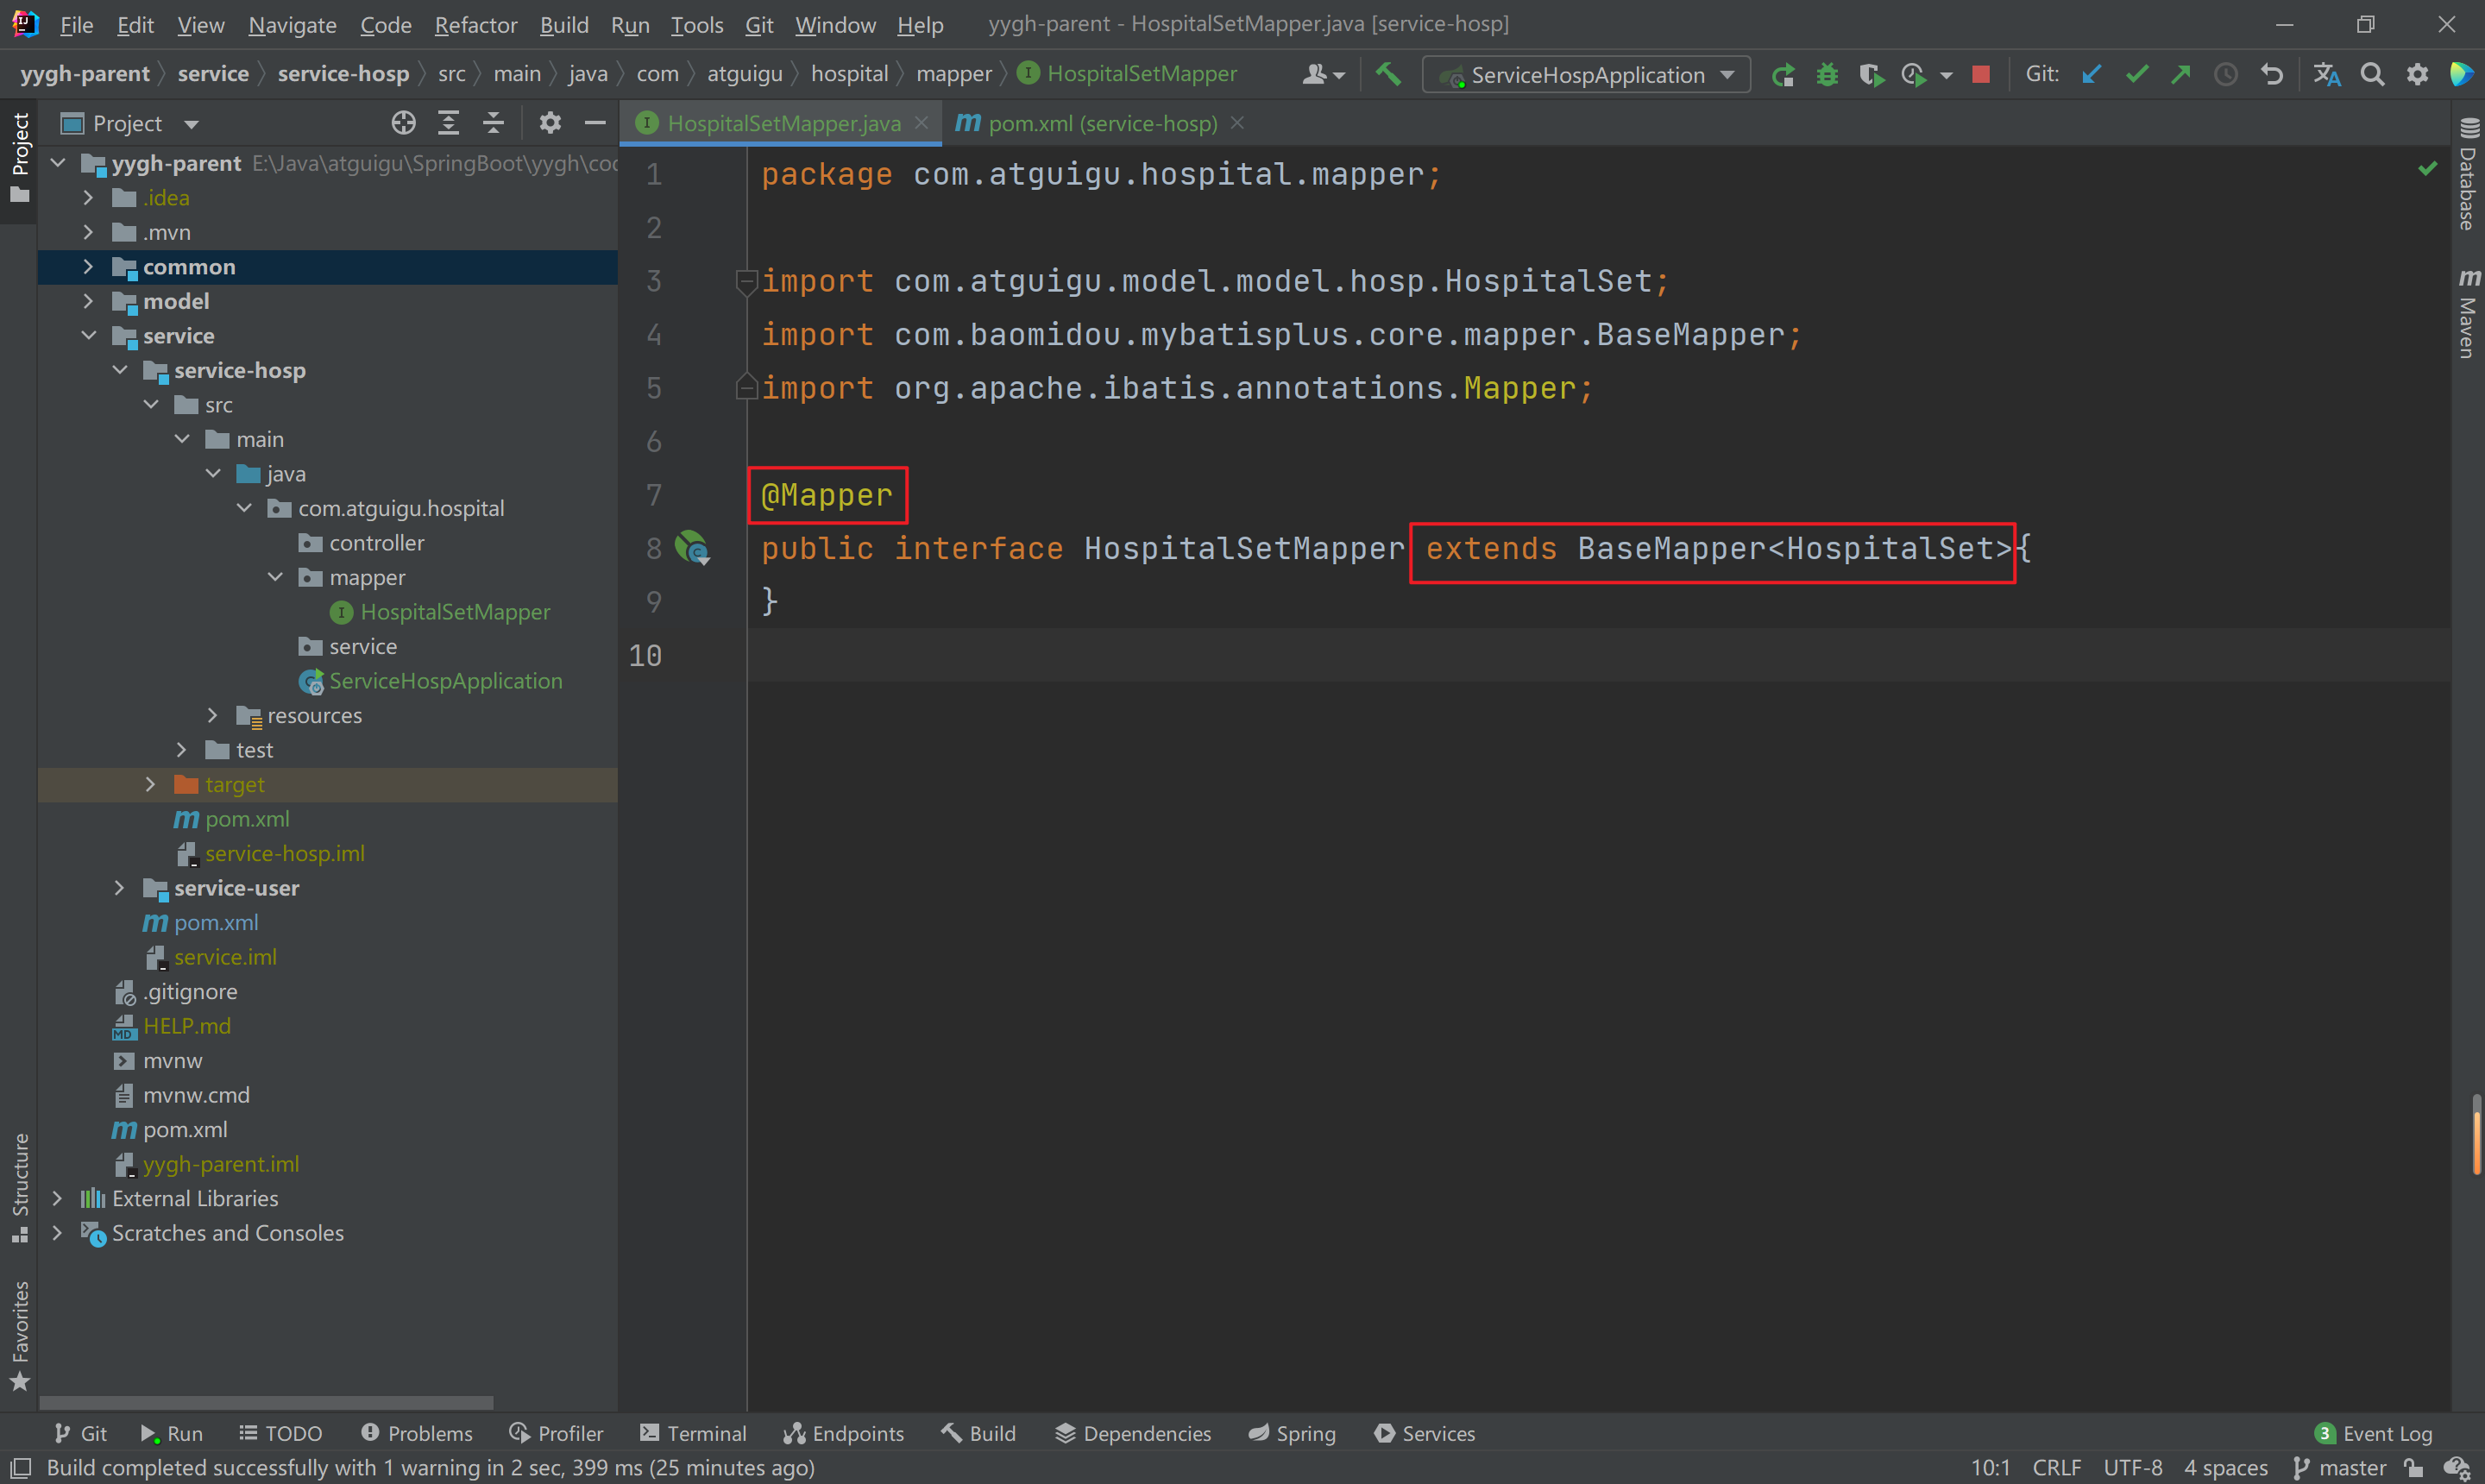 File Edit View Navigate Code Refactor Build Run Tools Git Window Help yygh-parent - HospitalSetMapper.java [service-hosp]
yygh-parent service service-hosp src main java com atguigu hospital mapper HospitalSetMapper ServiceHospApplication Git:
Project
HospitalSetMapper.java pom.xml (service-hosp)
Project
Structure
Favorites
yygh-parent E:\Java\atguigu\SpringBoot\yygh\cod
.idea
.mvn
common
model
service
service-hosp
src
main
java
com.atguigu.hospital
controller
mapper
HospitalSetMapper
service
ServiceHospApplication
resources
test
target
pom.xml
service-hosp.iml
service-user
pom.xml
service.iml
.gitignore
HELP.md
mvnw
mvnw.cmd
pom.xml
yygh-parent.iml
External Libraries
Scratches and Consoles
1 package com.atguigu.hospital.mapper;
2
3 import com.atguigu.model.model.hosp.HospitalSet;
4 import com.baomidou.mybatisplus.core.mapper.BaseMapper;
5 import org.apache.ibatis.annotations.Mapper;
6
7 @Mapper
8 public interface HospitalSetMapper extends BaseMapper<HospitalSet>{
9 }
10
Database
Maven
Git Run TODO Problems Profiler Terminal Endpoints Build Dependencies Spring Services 3 Event Log
Build completed successfully with 1 warning in 2 sec, 399 ms (25 minutes ago) 10:1 CRLF UTF-8 4 spaces master